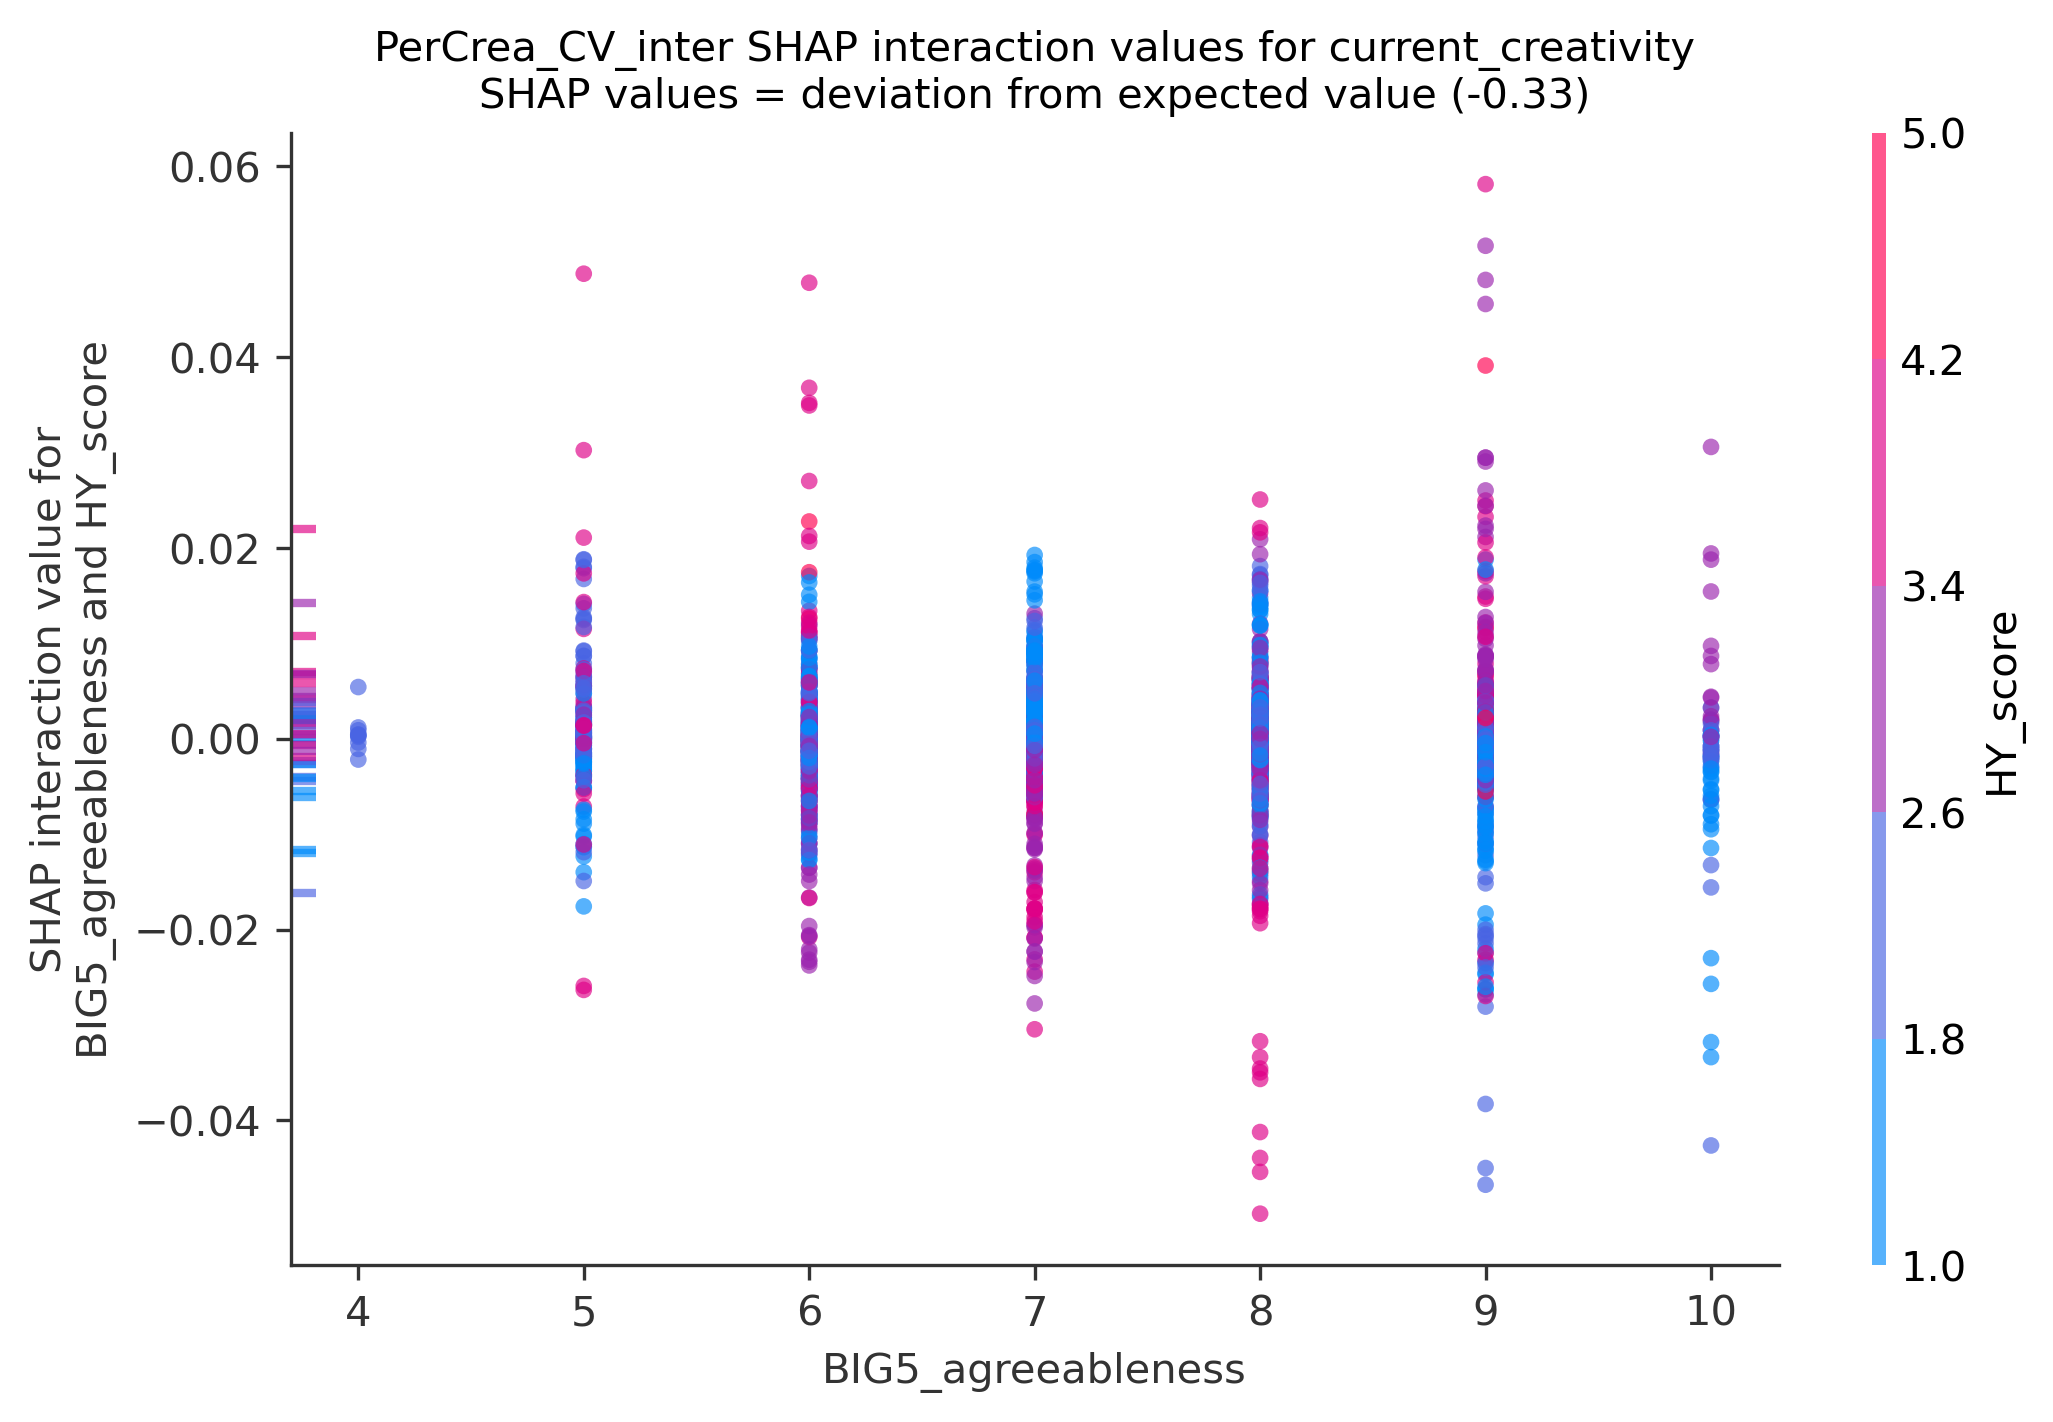 PerCrea_CV_inter SHAP interaction values for current_creativity
SHAP values = deviation from expected value (-0.33)
SHAP interaction value for
BIG5_agreeableness and HY_score
0.06
0.04
0.02
0.00
−0.02
−0.04
4 5 6 7 8 9 10
BIG5_agreeableness
5.0
4.2
3.4
2.6
1.8
1.0
HY_score